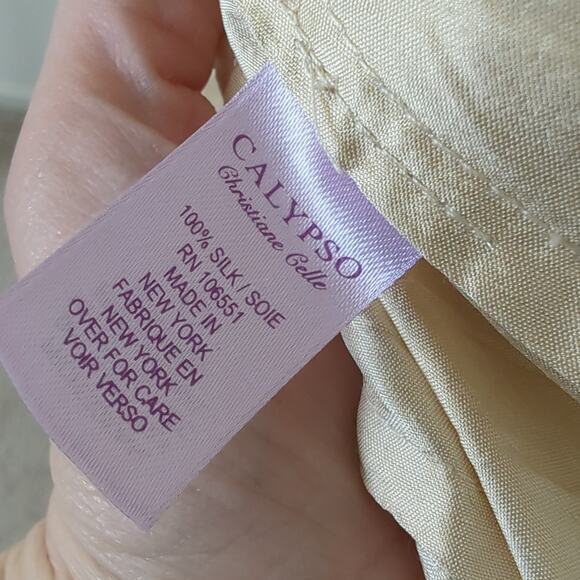 CALYPSO
Christiane Celle
100% SILK / SOIE
RN 106551
MADE IN
NEW YORK
FABRIQUE EN
NEW YORK
OVER FOR CARE
VOIR VERSO